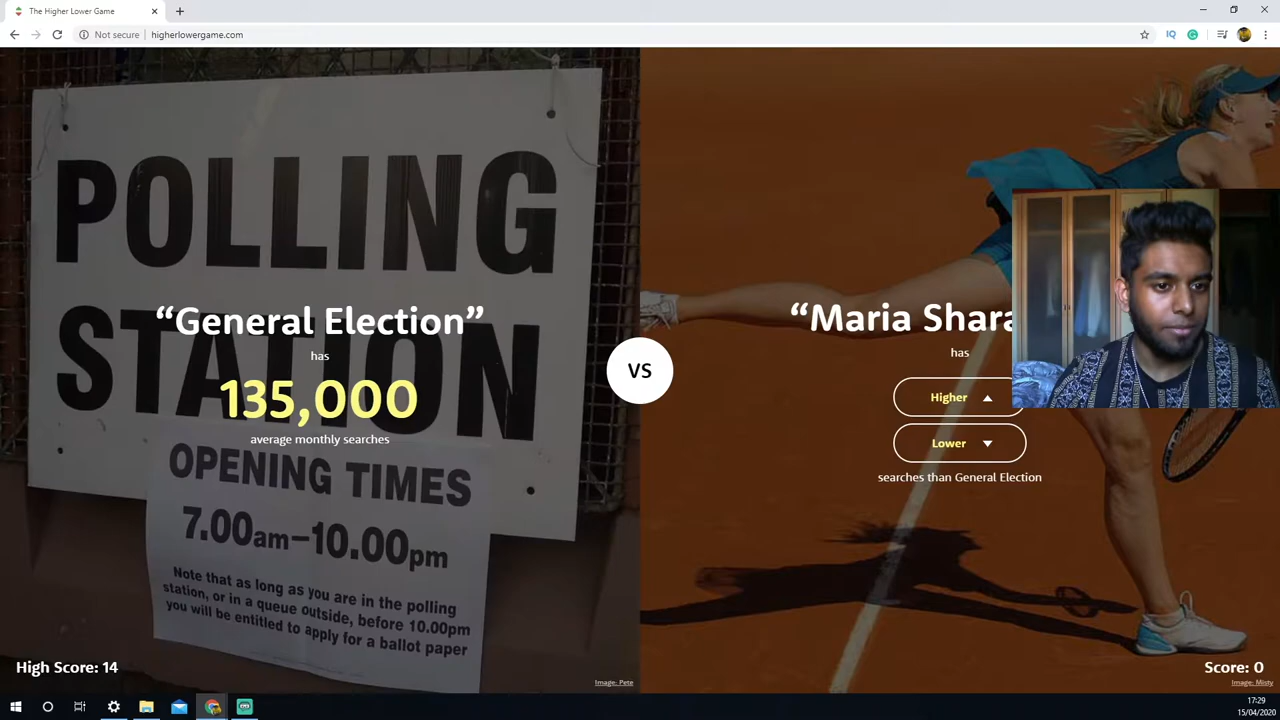 The Higher Lower Game
Not secure
higherlowergame.com
POLLING
STATION
OPENING TIMES
7.00am–10.00pm
Note that as long as you are in the polling
station, or in a queue outside, before 10.00pm
you will be entitled to apply for a ballot paper
“General Election”
has
135,000
average monthly searches
VS
“Maria Shara
has
Higher
Lower
searches than General Election
High Score: 14
Score: 0
Image: Pete
Image: Misty
17:29
15/04/2020